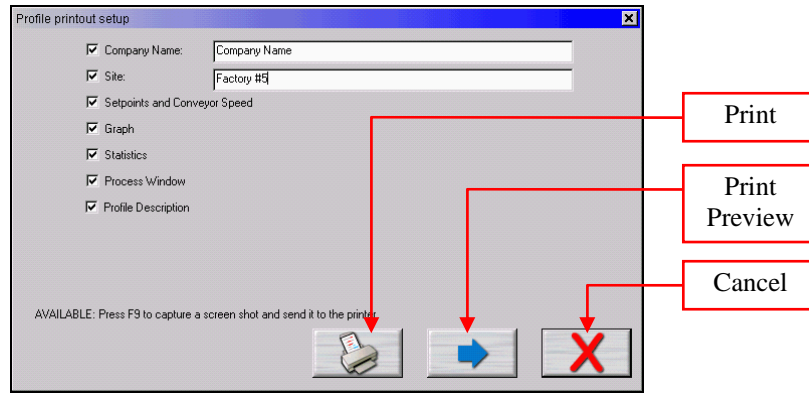 Profile printout setup
Company Name: Company Name
Site: Factory #5
Setpoints and Conveyor Speed
Graph
Statistics
Process Window
Profile Description
AVAILABLE: Press F9 to capture a screen shot and send it to the printer.
Print
Print
Preview
Cancel